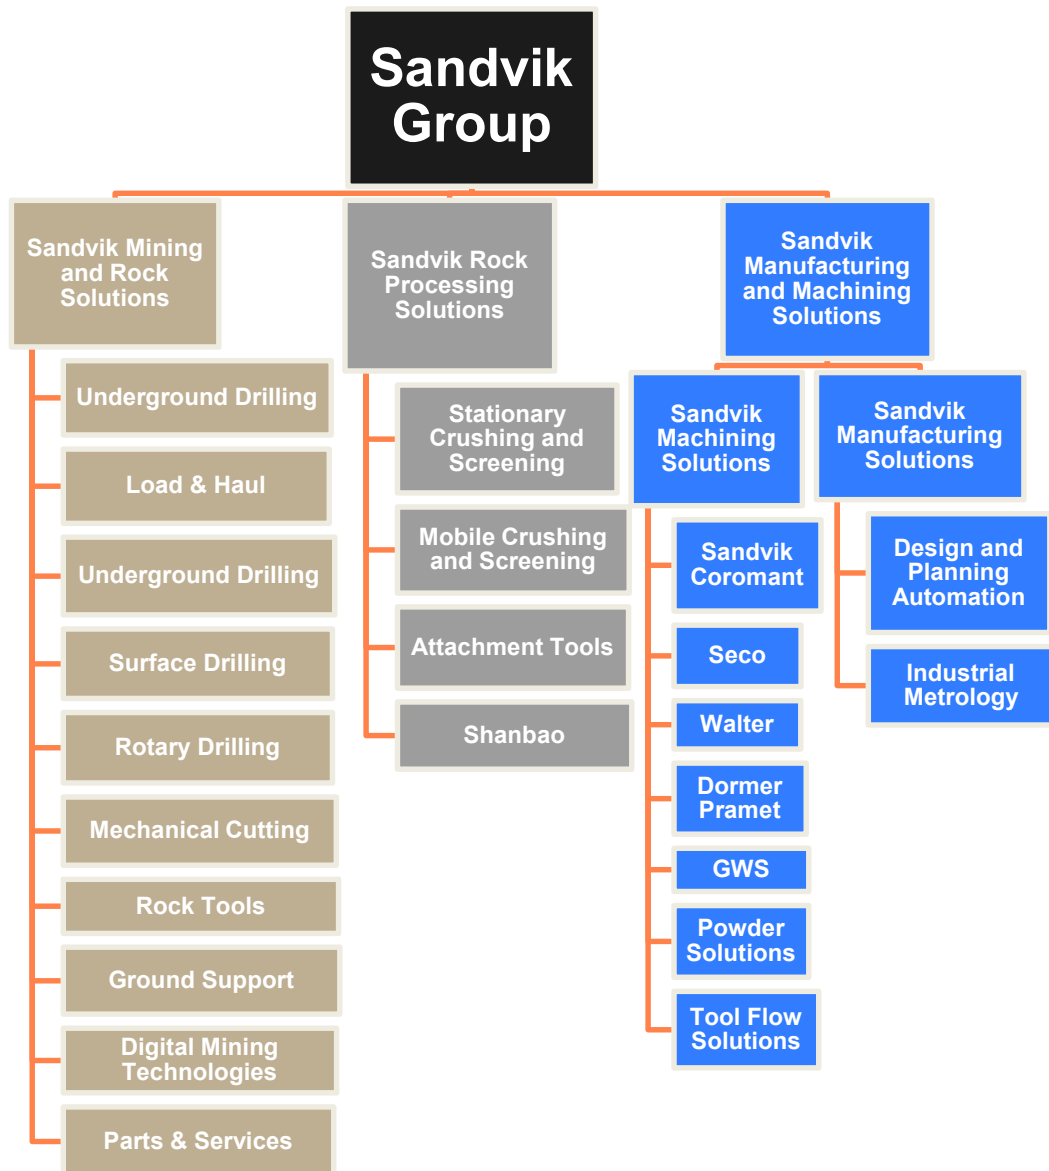 Sandvik
Group
Sandvik Mining
and Rock
Solutions
Underground Drilling
Load & Haul
Underground Drilling
Surface Drilling
Rotary Drilling
Mechanical Cutting
Rock Tools
Ground Support
Digital Mining
Technologies
Parts & Services
Sandvik Rock
Processing
Solutions
Stationary
Crushing and
Screening
Mobile Crushing
and Screening
Attachment Tools
Shanbao
Sandvik
Manufacturing
and Machining
Solutions
Sandvik
Machining
Solutions
Sandvik
Coromant
Seco
Walter
Dormer
Pramet
GWS
Powder
Solutions
Tool Flow
Solutions
Sandvik
Manufacturing
Solutions
Design and
Planning
Automation
Industrial
Metrology